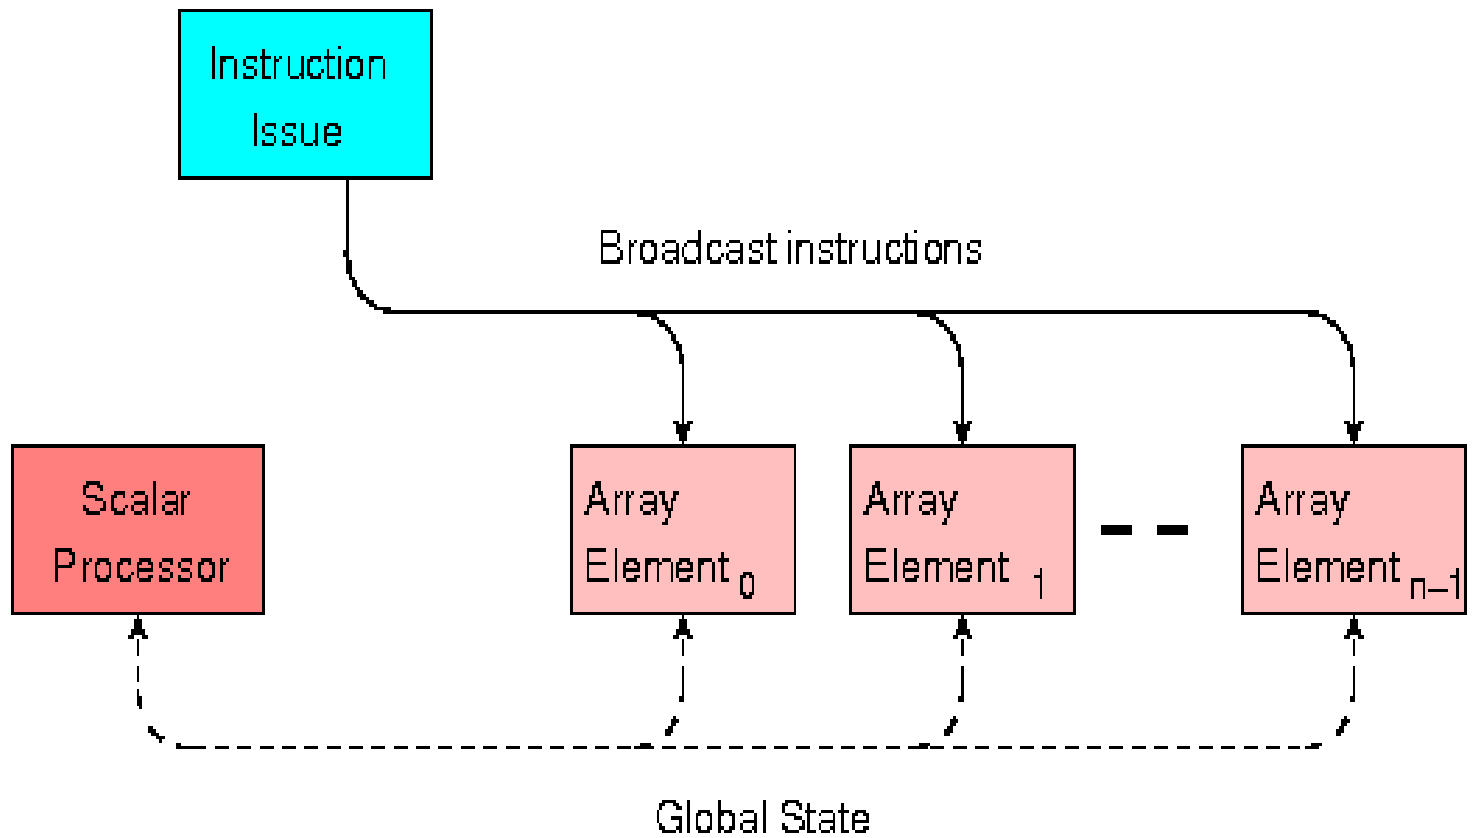 Instruction
Issue
Broadcast instructions
Scalar
Processor
Array
Element 0
Array
Element 1
Array
Element n-1
Global State